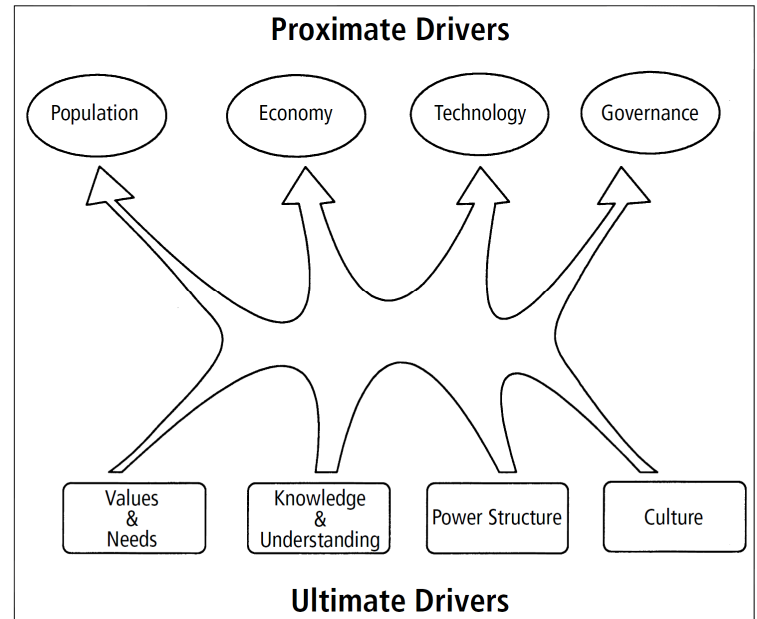 Proximate Drivers
Population
Economy
Technology
Governance
Values
&
Needs
Knowledge
&
Understanding
Power Structure
Culture
Ultimate Drivers